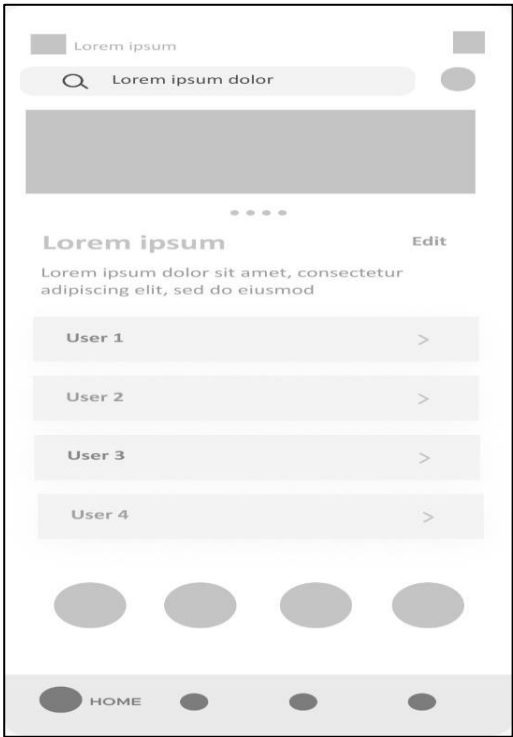 Lorem ipsum
Lorem ipsum dolor
Lorem ipsum
Edit
Lorem ipsum dolor sit amet, consectetur
adipiscing elit, sed do eiusmod
User 1
>
User 2
>
User 3
>
User 4
>
HOME